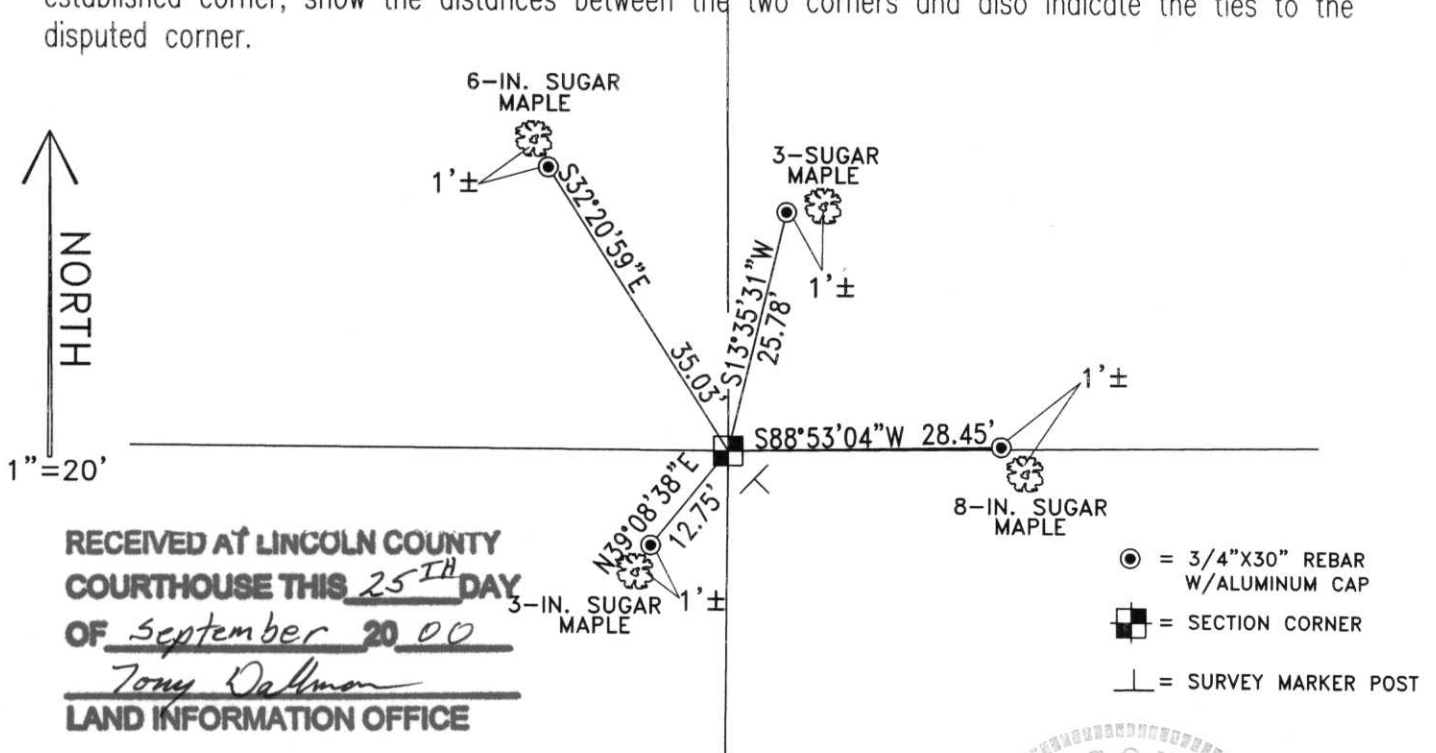 established corner, show the distances between the two corners and also indicate the ties to the
disputed corner.
6-IN. SUGAR
MAPLE
1'±
S32°20'59"E
35.03'
3-SUGAR
MAPLE
1'±
S13°35'31"W
25.78'
NORTH
1"=20'
S88°53'04"W 28.45'
1'±
8-IN. SUGAR
MAPLE
N39°08'38"E
12.75'
3-IN. SUGAR
MAPLE
1'±
= 3/4"X30" REBAR
W/ALUMINUM CAP
= SECTION CORNER
= SURVEY MARKER POST
RECEIVED AT LINCOLN COUNTY
COURTHOUSE THIS 25TH DAY
OF September 20 00
Tony Dallman
LAND INFORMATION OFFICE